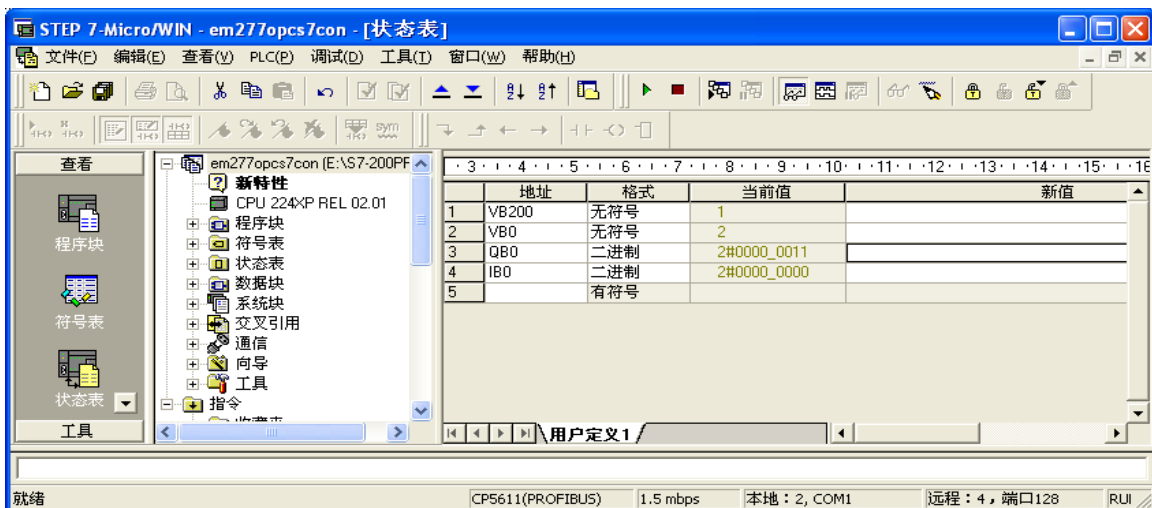 STEP 7-Micro/WIN - em277opcs7con - [状态表]
文件(F) 编辑(E) 查看(V) PLC(P) 调试(D) 工具(T) 窗口(W) 帮助(H)
查看
程序块
符号表
状态表
工具
em277opcs7con (E:\S7-200PF
新特性
CPU 224XP REL 02.01
程序块
符号表
状态表
数据块
系统块
交叉引用
通信
向导
工具
指令
3 4 5 6 7 8 9 10 11 12 13 14 15 16
地址 格式 当前值 新值
1 VB200 无符号 1
2 VB0 无符号 2
3 QB0 二进制 2#0000_0011
4 IB0 二进制 2#0000_0000
5 有符号
用户定义1
就绪 CP5611(PROFIBUS) 1.5 mbps 本地：2, COM1 远程：4，端口128 RUI